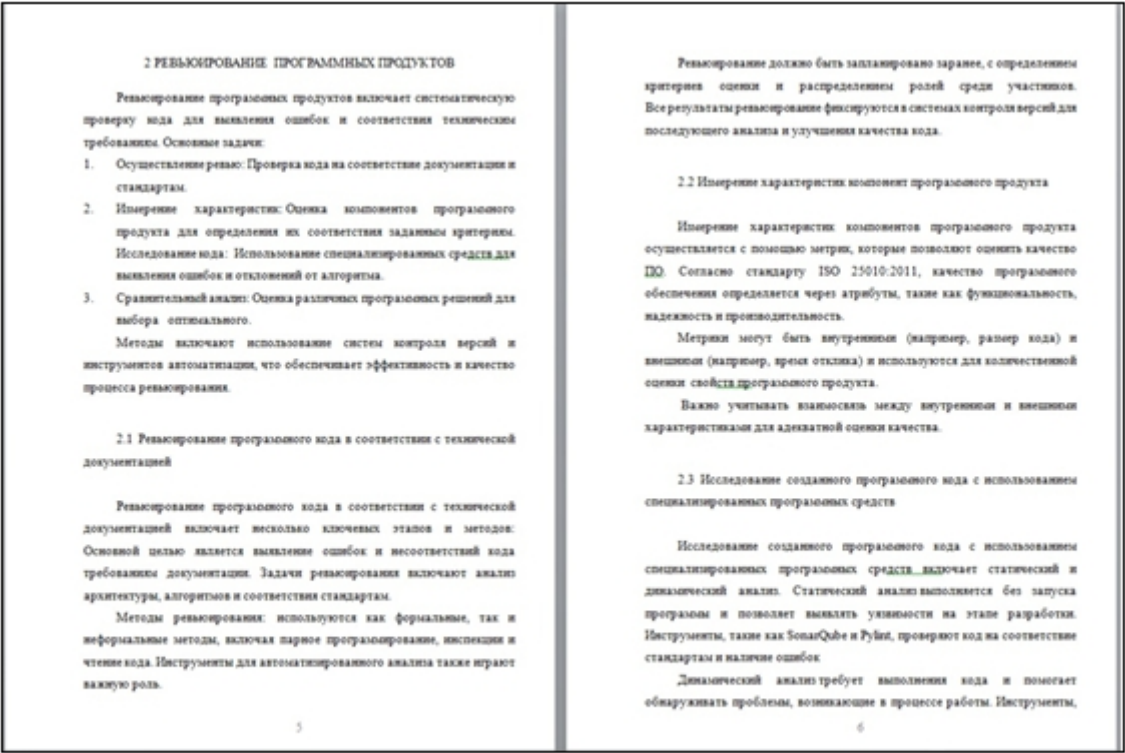 2 РЕВЬЮИРОВАНИЕ ПРОГРАММНЫХ ПРОДУКТОВ
Ревьюирование программных продуктов включает систематическую
проверку кода для выявления ошибок и соответствия техническим
требованиям. Основные задачи:
1. Осуществление ревью: Проверка кода на соответствие документации и
стандартам.
2. Измерение характеристик: Оценка компонентов программного
продукта для определения их соответствия заданным критериям.
Исследование кода: Использование специализированных средств для
выявления ошибок и отклонений от алгоритма.
3. Сравнительный анализ: Оценка различных программных решений для
выбора оптимального.
Методы включают использование систем контроля версий и
инструментов автоматизации, что обеспечивает эффективность и качество
процесса ревьюирования.
2.1 Ревьюирование программного кода в соответствии с технической
документацией
Ревьюирование программного кода в соответствии с технической
документацией включает несколько ключевых этапов и методов:
Основной целью является выявление ошибок и несоответствий кода
требованиям документации. Задачи ревьюирования включают анализ
архитектуры, алгоритмов и соответствия стандартам.
Методы ревьюирования: используются как формальные, так и
неформальные методы, включая парное программирование, инспекции и
чтение кода. Инструменты для автоматизированного анализа также играют
важную роль.
5
Ревьюирование должно быть запланировано заранее, с определением
критериев оценки и распределением ролей среди участников.
Все результаты ревьюирование фиксируются в системах контроля версий для
последующего анализа и улучшения качества кода.
2.2 Измерение характеристик компонент программного продукта
Измерение характеристик компонентов программного продукта
осуществляется с помощью метрик, которые позволяют оценить качество
ПО. Согласно стандарту ISO 25010:2011, качество программного
обеспечения определяется через атрибуты, такие как функциональность,
надежность и производительность.
Метрики могут быть внутренними (например, размер кода) и
внешними (например, время отклика) и используются для количественной
оценки свойств программного продукта.
Важно учитывать взаимосвязь между внутренними и внешними
характеристиками для адекватной оценки качества.
2.3 Исследование созданного программного кода с использованием
специализированных программных средств
Исследование созданного программного кода с использованием
специализированных программных средств включает статический и
динамический анализ. Статический анализ выполняется без запуска
программы и позволяет выявлять уязвимости на этапе разработки.
Инструменты, такие как SonarQube и Pylint, проверяют код на соответствие
стандартам и наличие ошибок
Динамический анализ требует выполнения кода и помогает
обнаруживать проблемы, возникающие в процессе работы. Инструменты,
6